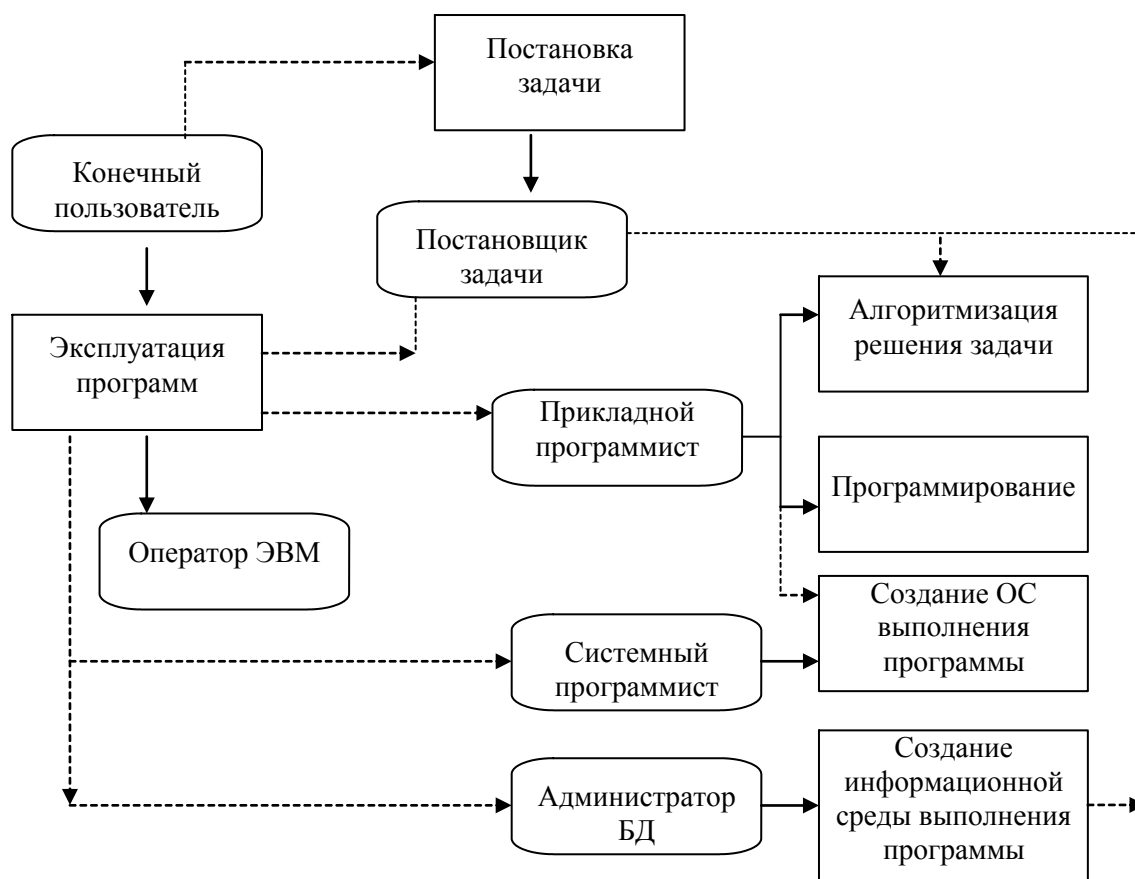 Постановка
задачи
Конечный
пользователь
Постановщик
задачи
Эксплуатация
программ
Алгоритмизация
решения задачи
Прикладной
программист
Программирование
Оператор ЭВМ
Создание ОС
выполнения
программы
Системный
программист
Создание
информационной
среды выполнения
программы
Администратор
БД